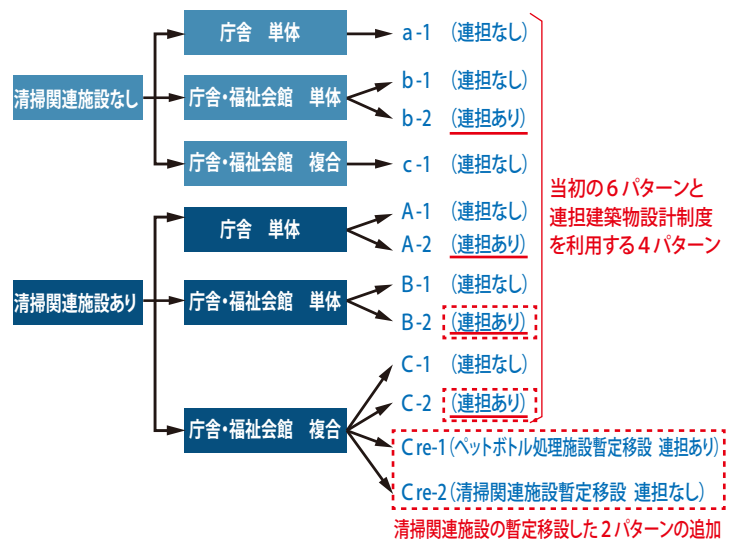 清掃関連施設なし
庁舎　単体
a-1 (連担なし)
庁舎・福祉会館　単体
b-1 (連担なし)
b-2 (連担あり)
庁舎・福祉会館　複合
c-1 (連担なし)
清掃関連施設あり
庁舎　単体
A-1 (連担なし)
A-2 (連担あり)
庁舎・福祉会館　単体
B-1 (連担なし)
B-2 (連担あり)
庁舎・福祉会館　複合
C-1 (連担なし)
C-2 (連担あり)
Cre-1(ペットボトル処理施設暫定移設 連担あり)
Cre-2(清掃関連施設暫定移設 連担なし)
当初の6パターンと
連担建築物設計制度
を利用する4パターン
清掃関連施設の暫定移設した2パターンの追加